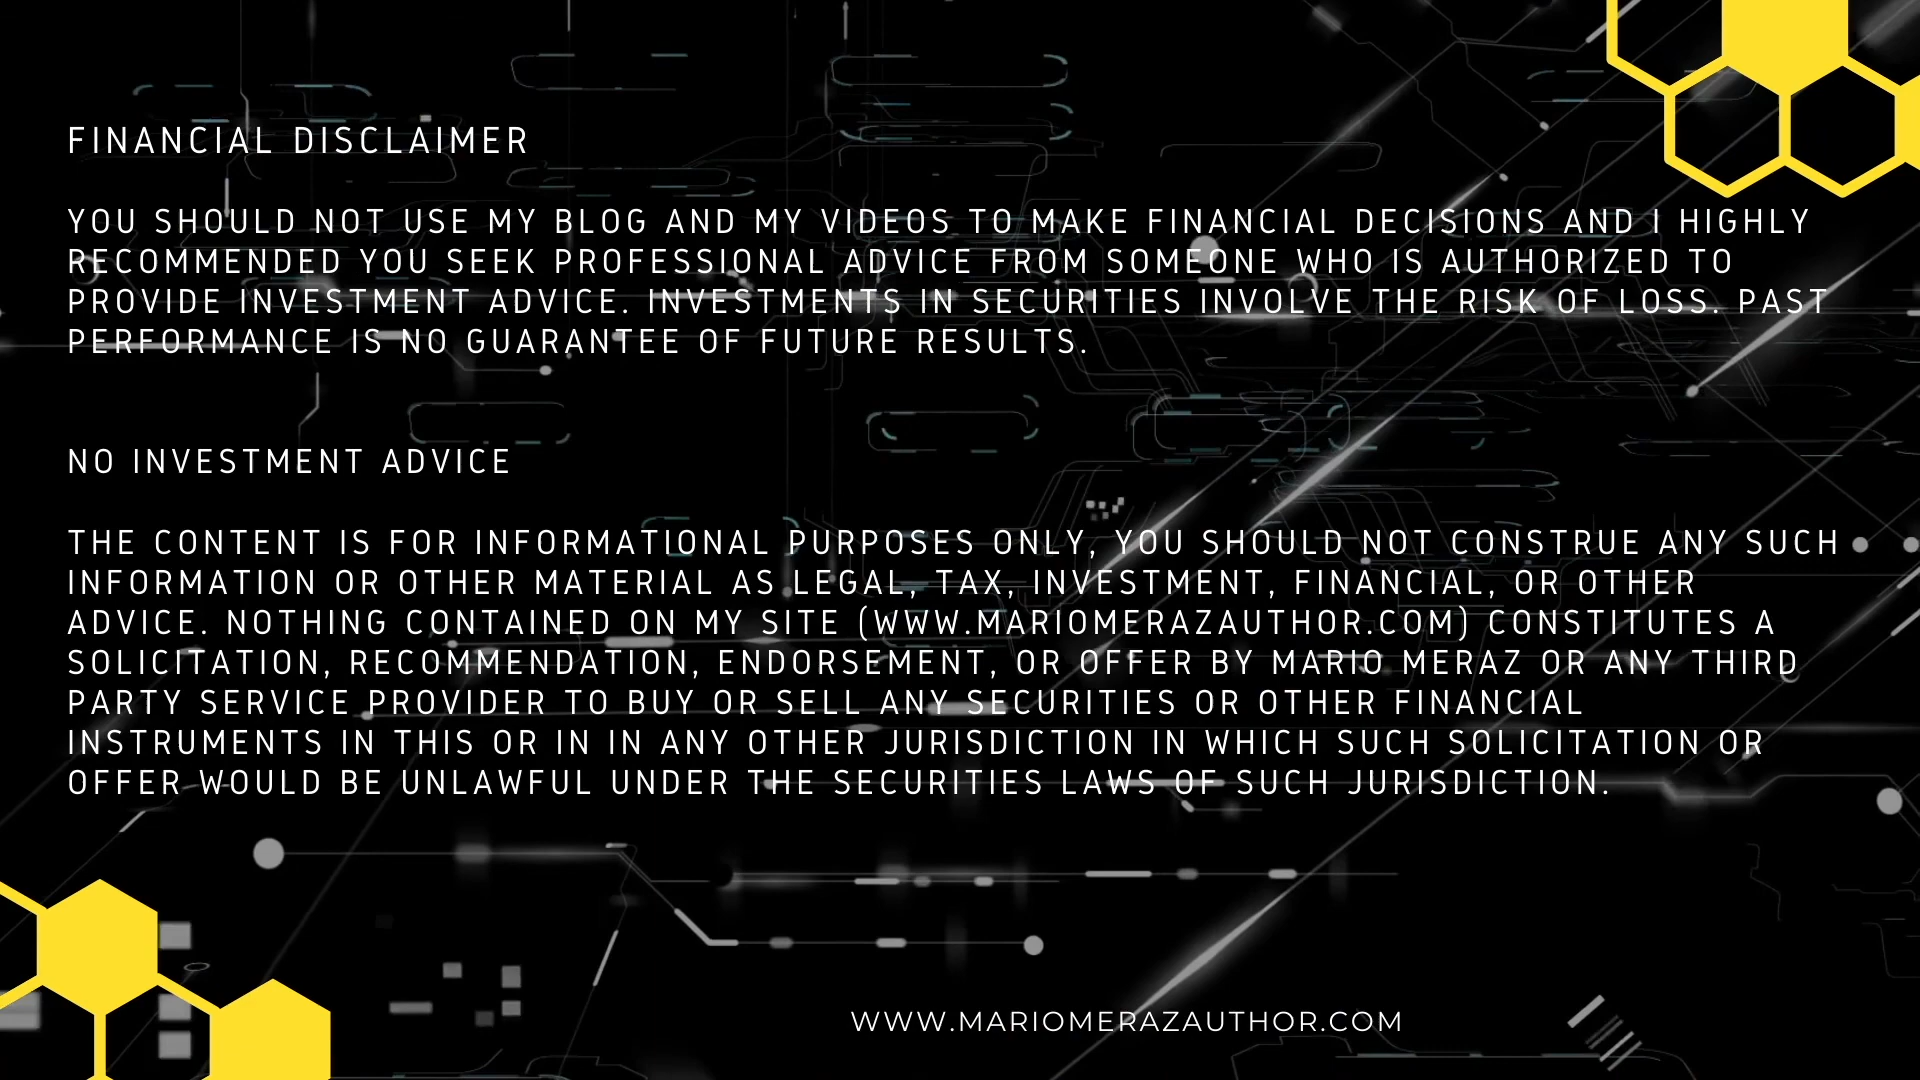 FINANCIAL DISCLAIMER
YOU SHOULD NOT USE MY BLOG AND MY VIDEOS TO MAKE FINANCIAL DECISIONS AND I HIGHLY
RECOMMENDED YOU SEEK PROFESSIONAL ADVICE FROM SOMEONE WHO IS AUTHORIZED TO
PROVIDE INVESTMENT ADVICE. INVESTMENTS IN SECURITIES INVOLVE THE RISK OF LOSS. PAST
PERFORMANCE IS NO GUARANTEE OF FUTURE RESULTS.
NO INVESTMENT ADVICE
THE CONTENT IS FOR INFORMATIONAL PURPOSES ONLY, YOU SHOULD NOT CONSTRUE ANY SUCH
INFORMATION OR OTHER MATERIAL AS LEGAL, TAX, INVESTMENT, FINANCIAL, OR OTHER
ADVICE. NOTHING CONTAINED ON MY SITE (WWW.MARIOMERAZAUTHOR.COM) CONSTITUTES A
SOLICITATION, RECOMMENDATION, ENDORSEMENT, OR OFFER BY MARIO MERAZ OR ANY THIRD
PARTY SERVICE PROVIDER TO BUY OR SELL ANY SECURITIES OR OTHER FINANCIAL
INSTRUMENTS IN THIS OR IN IN ANY OTHER JURISDICTION IN WHICH SUCH SOLICITATION OR
OFFER WOULD BE UNLAWFUL UNDER THE SECURITIES LAWS OF SUCH JURISDICTION.
WWW.MARIOMERAZAUTHOR.COM